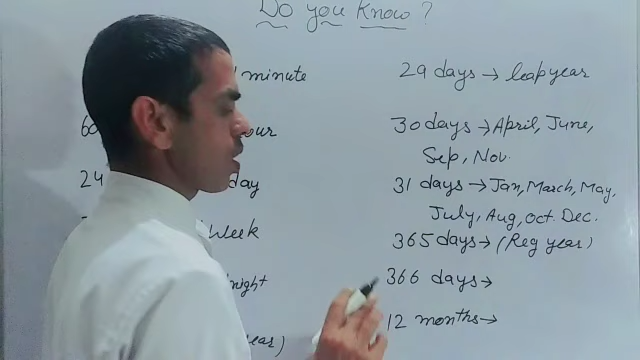 Do you know?
minute
60 our
24 day
Week
night
ear)
29 days → leap year
30 days → April, June,
Sep, Nov.
31 days → Jan, March, May,
July, Aug, Oct. Dec.
365 days → (Reg year)
366 days →
12 months →